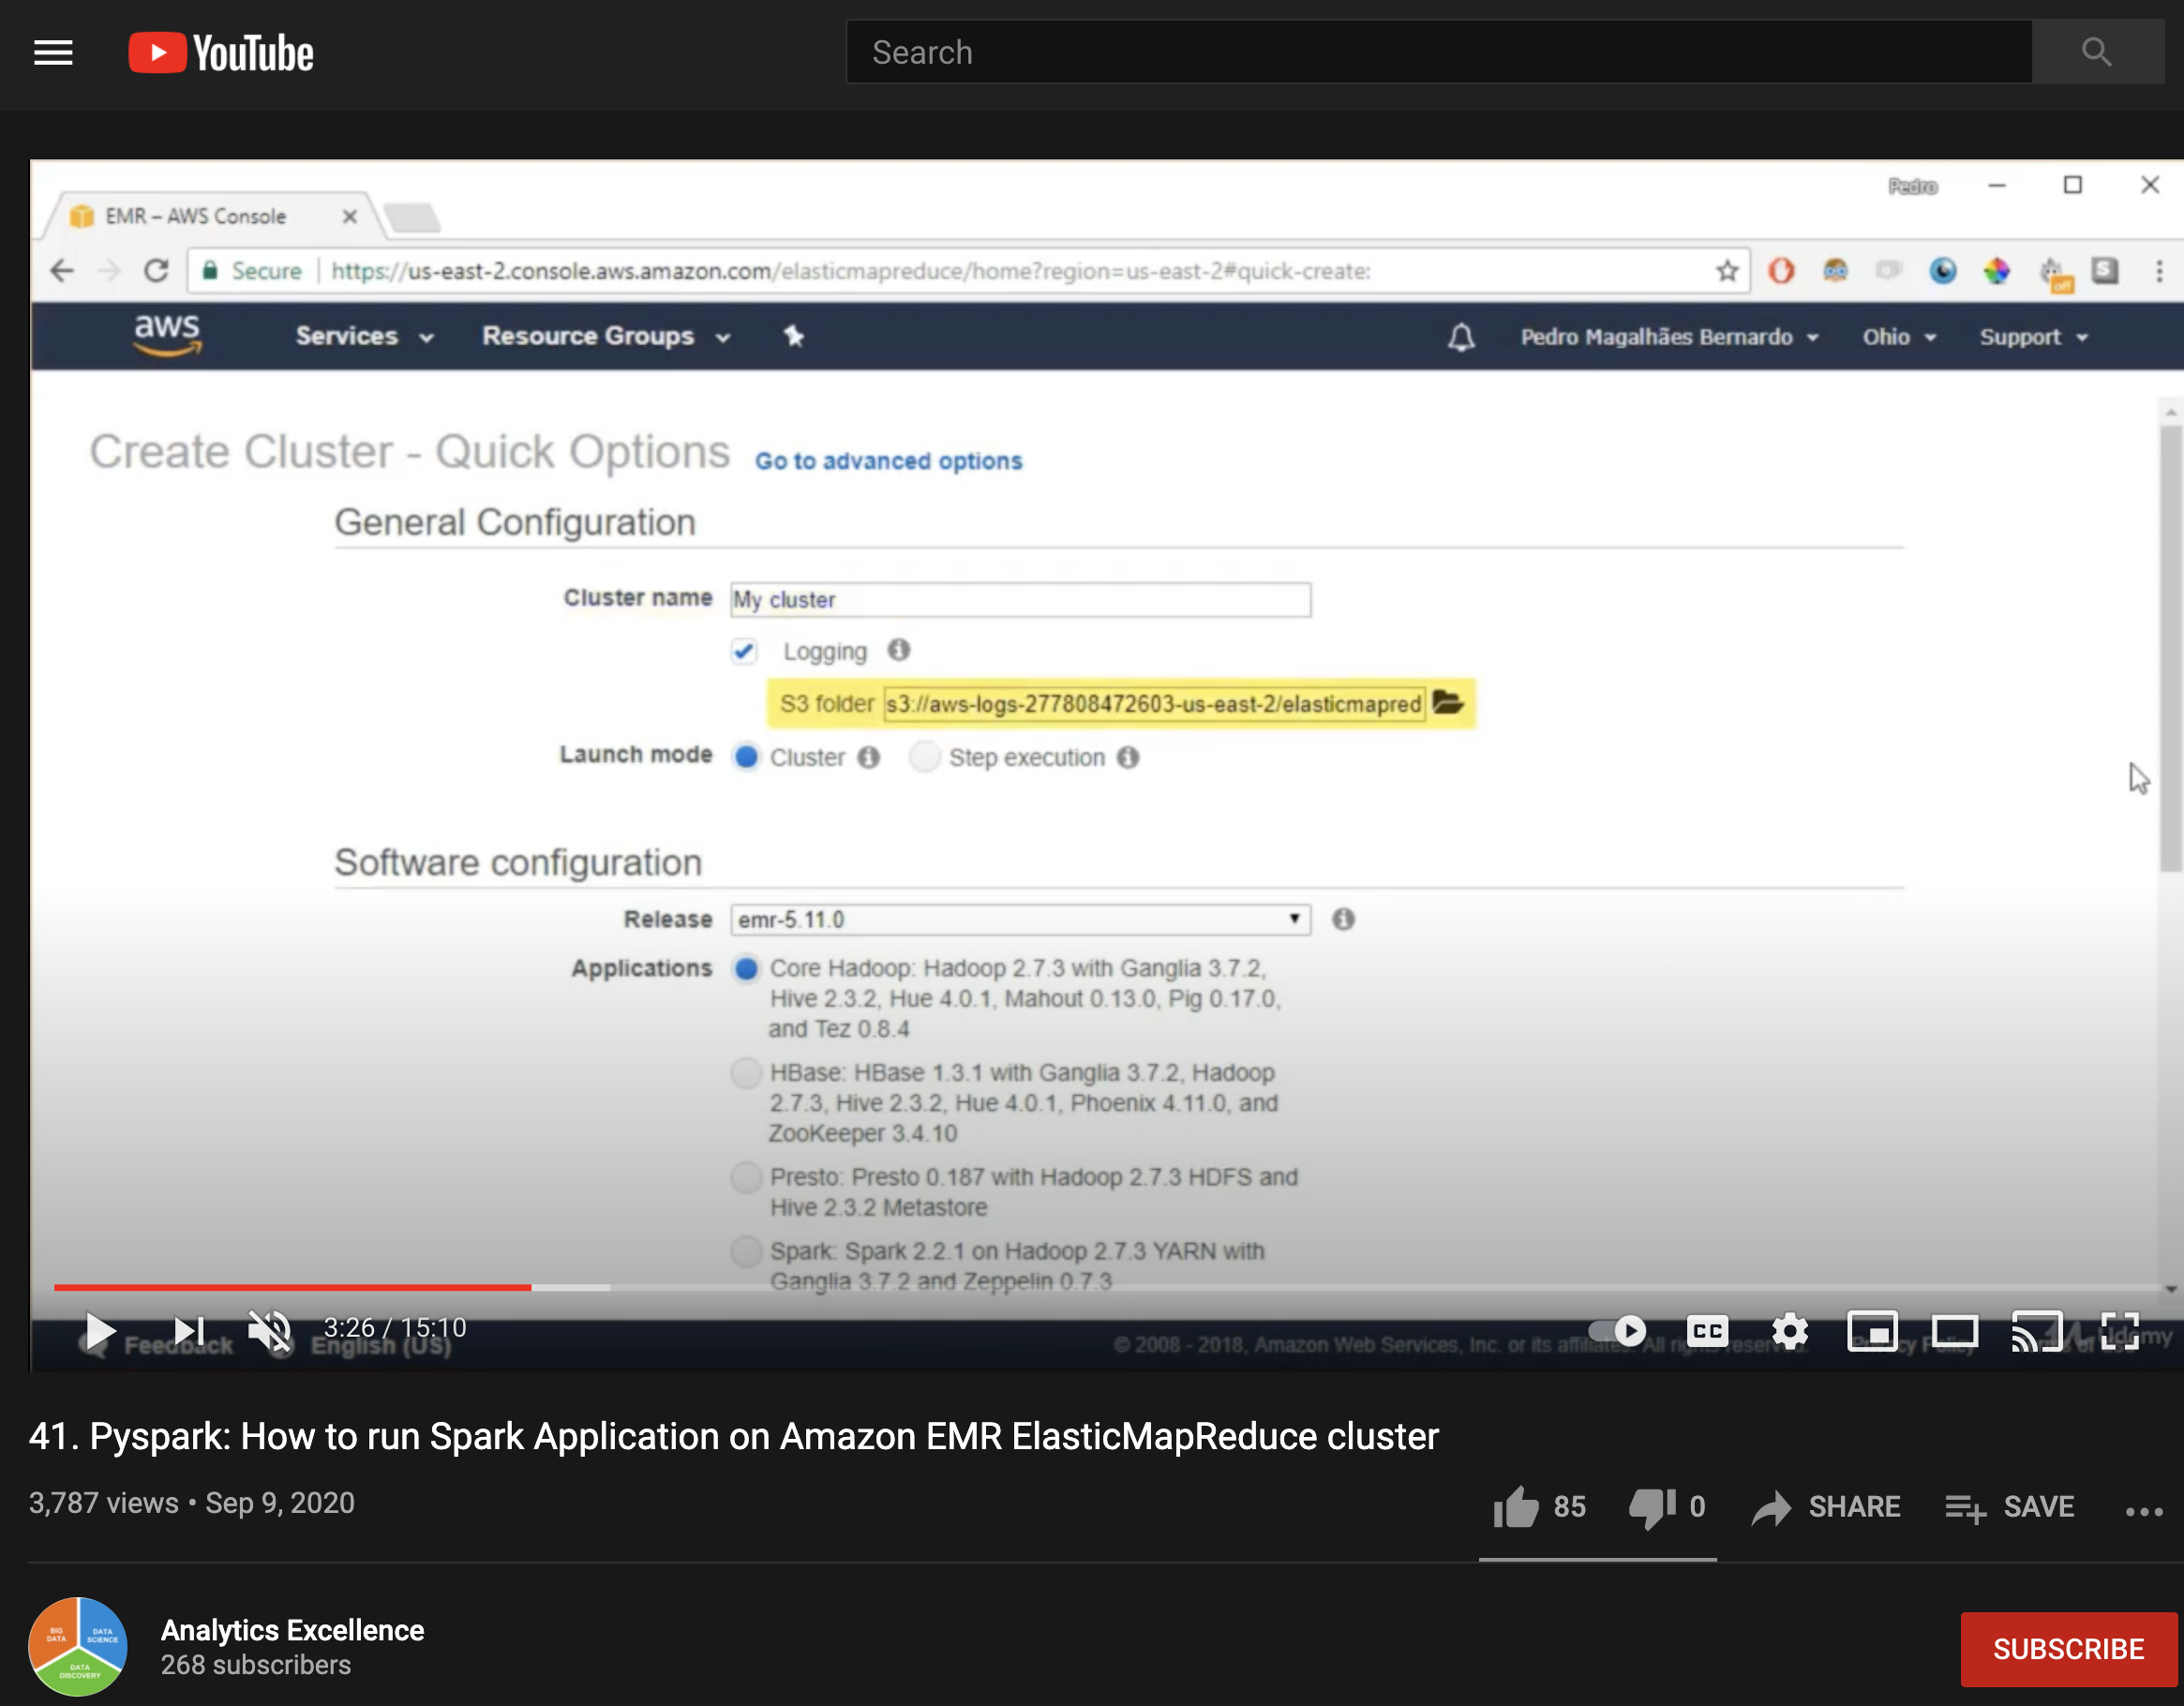 YouTube
Search
Pedro
EMR – AWS Console
Secure
https://us-east-2.console.aws.amazon.com/elasticmapreduce/home?region=us-east-2#quick-create:
off
S
aws
Services
Resource Groups
Pedro Magalhães Bernardo
Ohio
Support
Create Cluster - Quick Options
Go to advanced options
General Configuration
Cluster name
My cluster
Logging
S3 folder
s3://aws-logs-277808472603-us-east-2/elasticmapred
Launch mode
Cluster
Step execution
Software configuration
Release
emr-5.11.0
Applications
Core Hadoop: Hadoop 2.7.3 with Ganglia 3.7.2,
Hive 2.3.2, Hue 4.0.1, Mahout 0.13.0, Pig 0.17.0,
and Tez 0.8.4
HBase: HBase 1.3.1 with Ganglia 3.7.2, Hadoop
2.7.3, Hive 2.3.2, Hue 4.0.1, Phoenix 4.11.0, and
ZooKeeper 3.4.10
Presto: Presto 0.187 with Hadoop 2.7.3 HDFS and
Hive 2.3.2 Metastore
Spark: Spark 2.2.1 on Hadoop 2.7.3 YARN with
Ganglia 3.7.2 and Zeppelin 0.7.3
3:26 / 15:10
CC
Feedback
English (US)
© 2008 - 2018, Amazon Web Services, Inc. or its affiliates. All rights reserved.
Privacy Policy
Udemy
41. Pyspark: How to run Spark Application on Amazon EMR ElasticMapReduce cluster
3,787 views • Sep 9, 2020
85
0
SHARE
SAVE
BIG DATA
DATA SCIENCE
DATA DISCOVERY
Analytics Excellence
268 subscribers
SUBSCRIBE